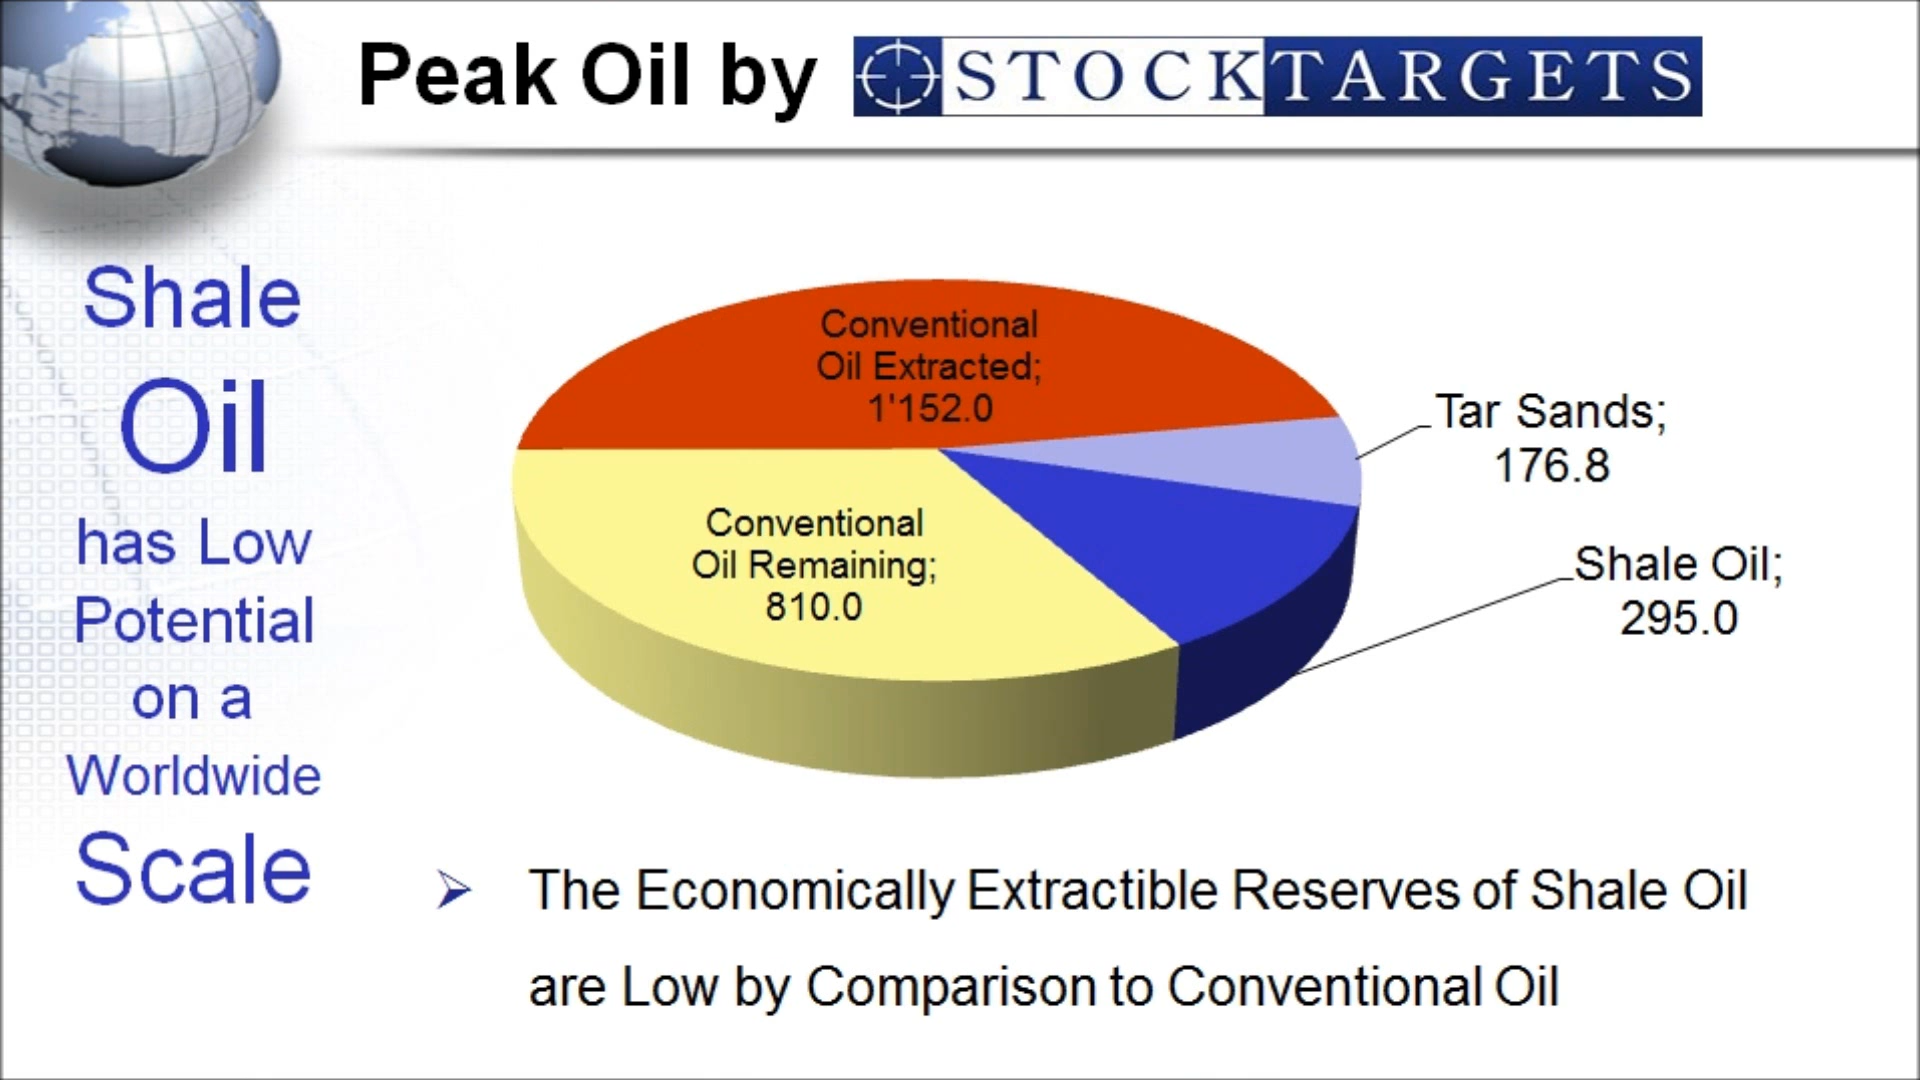 Peak Oil by STOCKTARGETS
Shale
Oil
has Low
Potential
on a
Worldwide
Scale
Conventional
Oil Extracted;
1'152.0
Tar Sands;
176.8
Conventional
Oil Remaining;
810.0
Shale Oil;
295.0
The Economically Extractible Reserves of Shale Oil
are Low by Comparison to Conventional Oil